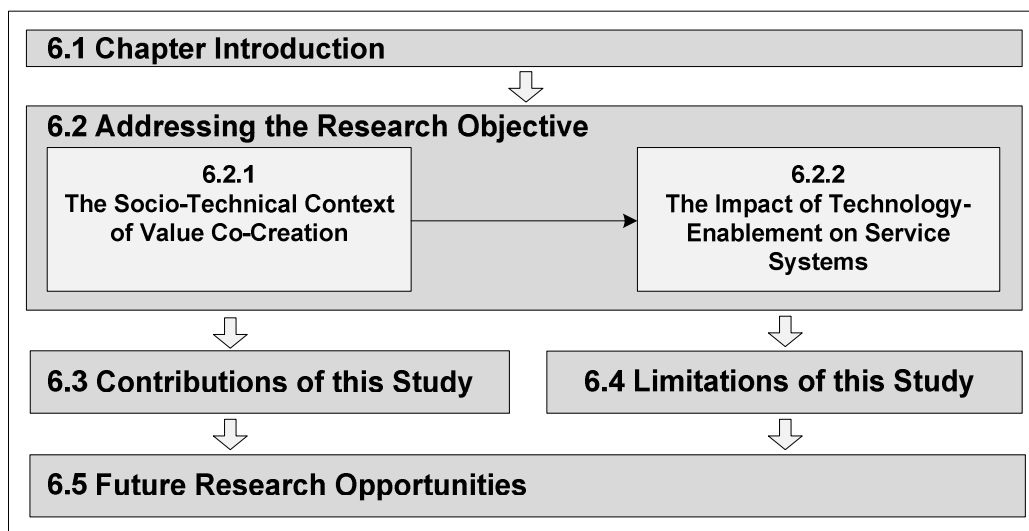 6.1 Chapter Introduction
6.2 Addressing the Research Objective
6.2.1
The Socio-Technical Context
of Value Co-Creation
6.2.2
The Impact of Technology-
Enablement on Service
Systems
6.3 Contributions of this Study
6.4 Limitations of this Study
6.5 Future Research Opportunities